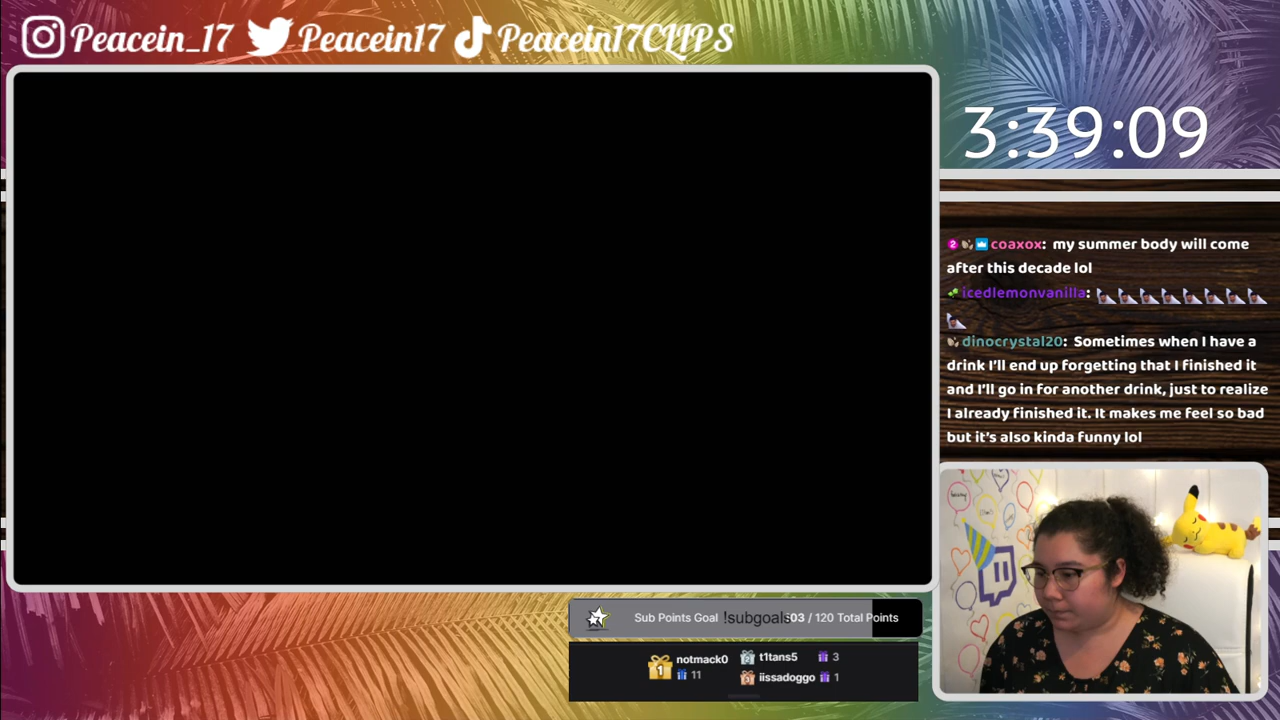 Peacein_17 Peacein17 Peacein17CLIPS
3:39:09
coaxox: my summer body will come
after this decade lol
icedlemonvanilla:
dinocrystal20: Sometimes when I have a
drink I'll end up forgetting that I finished it
and I'll go in for another drink, just to realize
I already finished it. It makes me feel so bad
but it's also kinda funny lol
Sub Points Goal !subgoals 03 / 120 Total Points
1 notmack0 11
t1tans5 3
iissadoggo 1